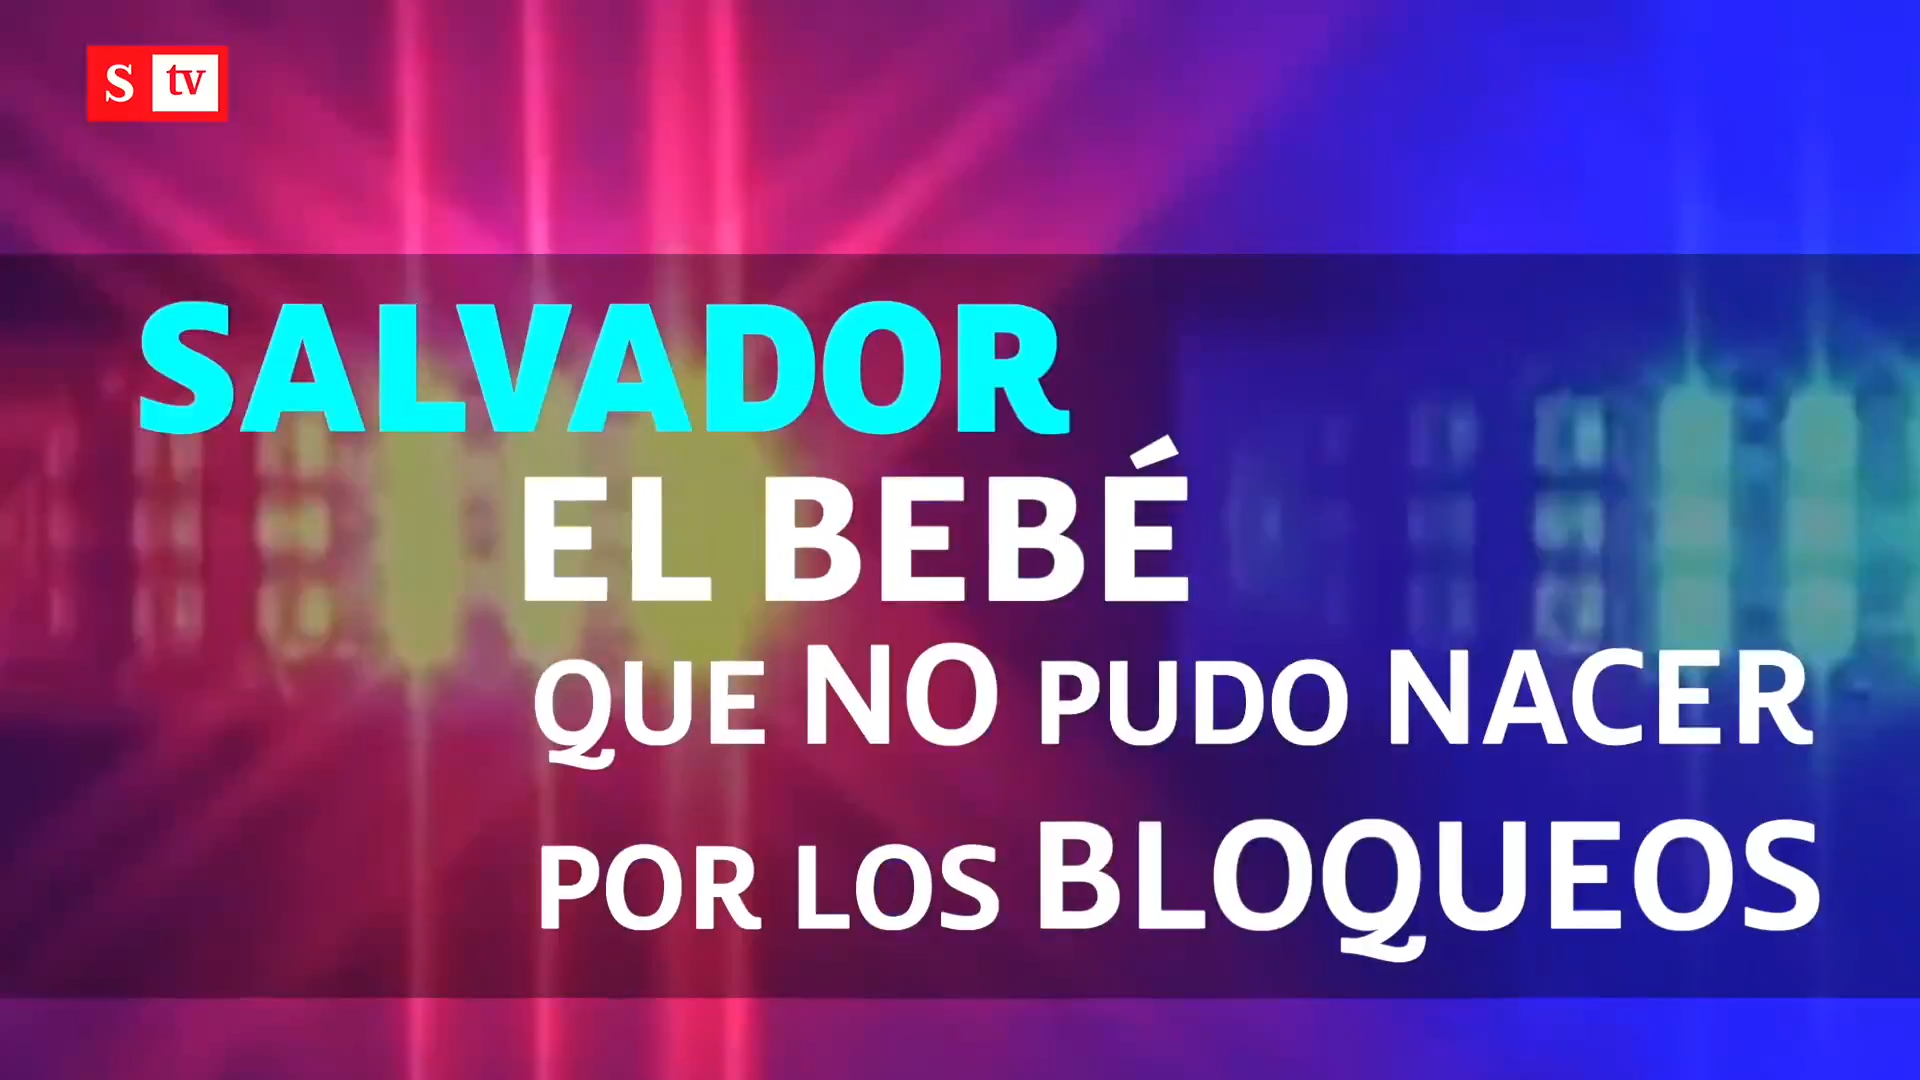 S tv
SALVADOR
EL BEBÉ
QUE NO PUDO NACER
POR LOS BLOQUEOS